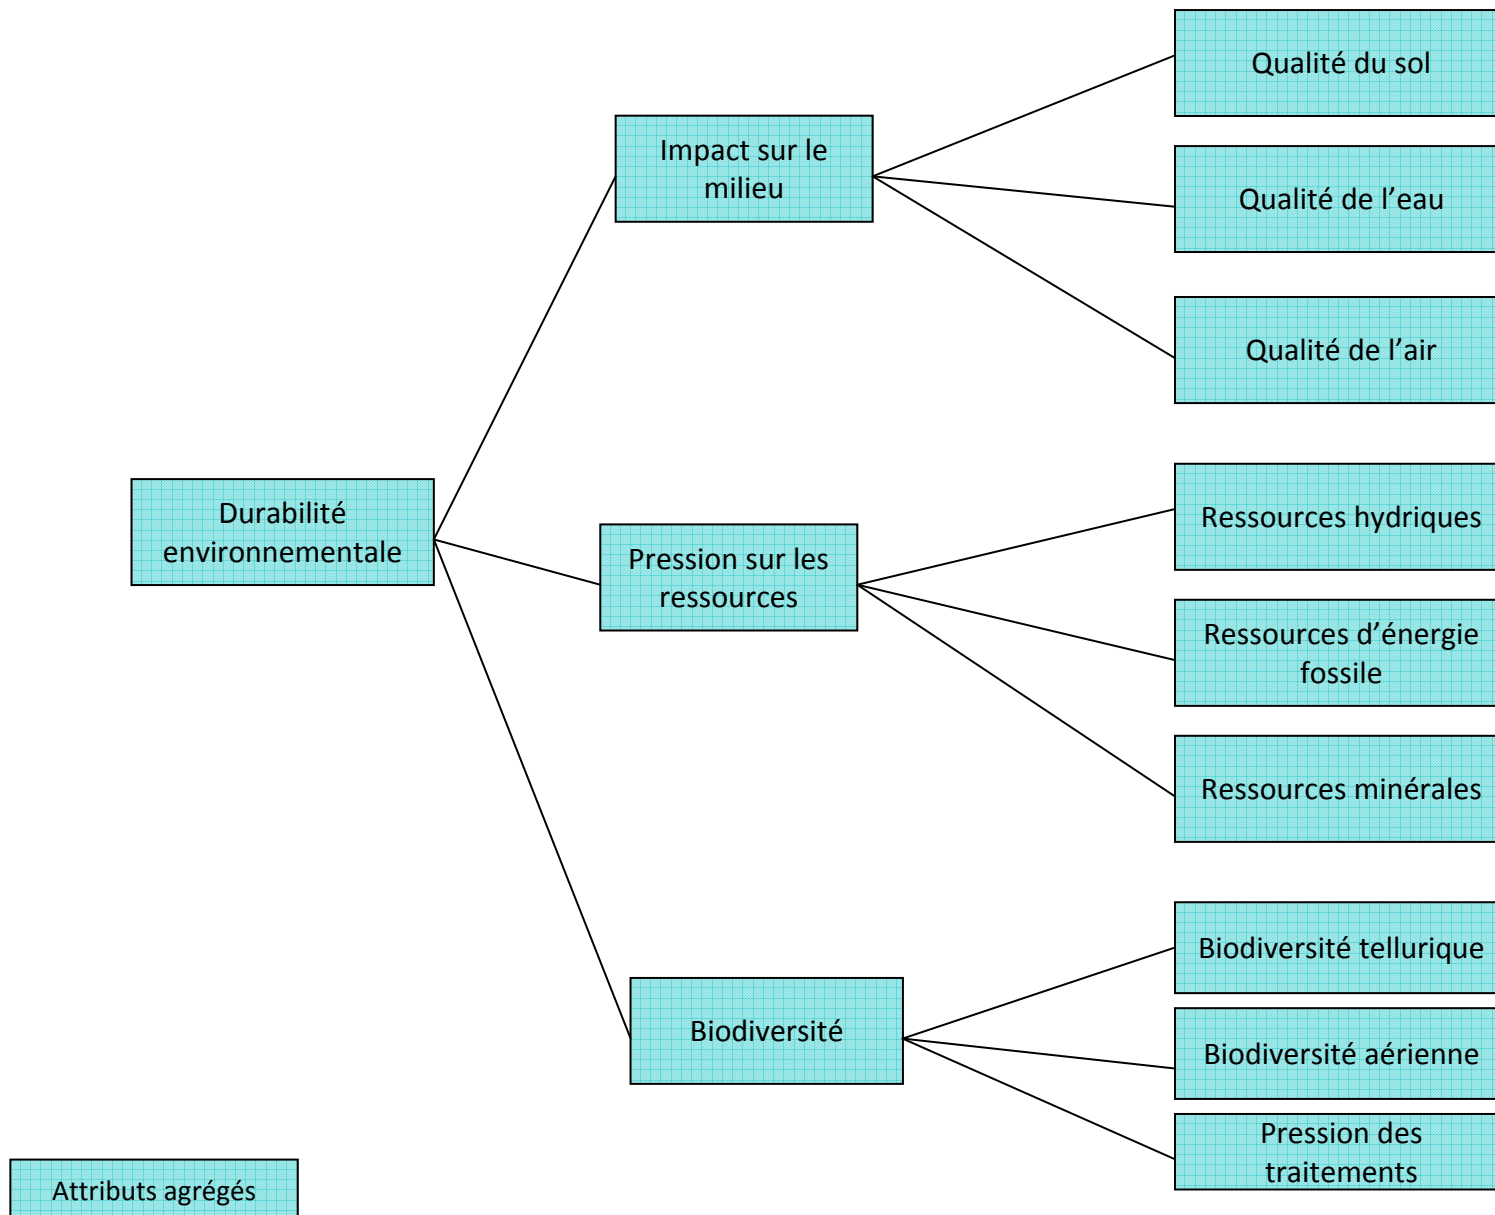 Qualité du sol
Impact sur le
milieu
Qualité de l’eau
Qualité de l’air
Durabilité
environnementale
Pression sur les
ressources
Ressources hydriques
Ressources d’énergie
fossile
Ressources minérales
Biodiversité
Biodiversité tellurique
Biodiversité aérienne
Pression des
traitements
Attributs agrégés